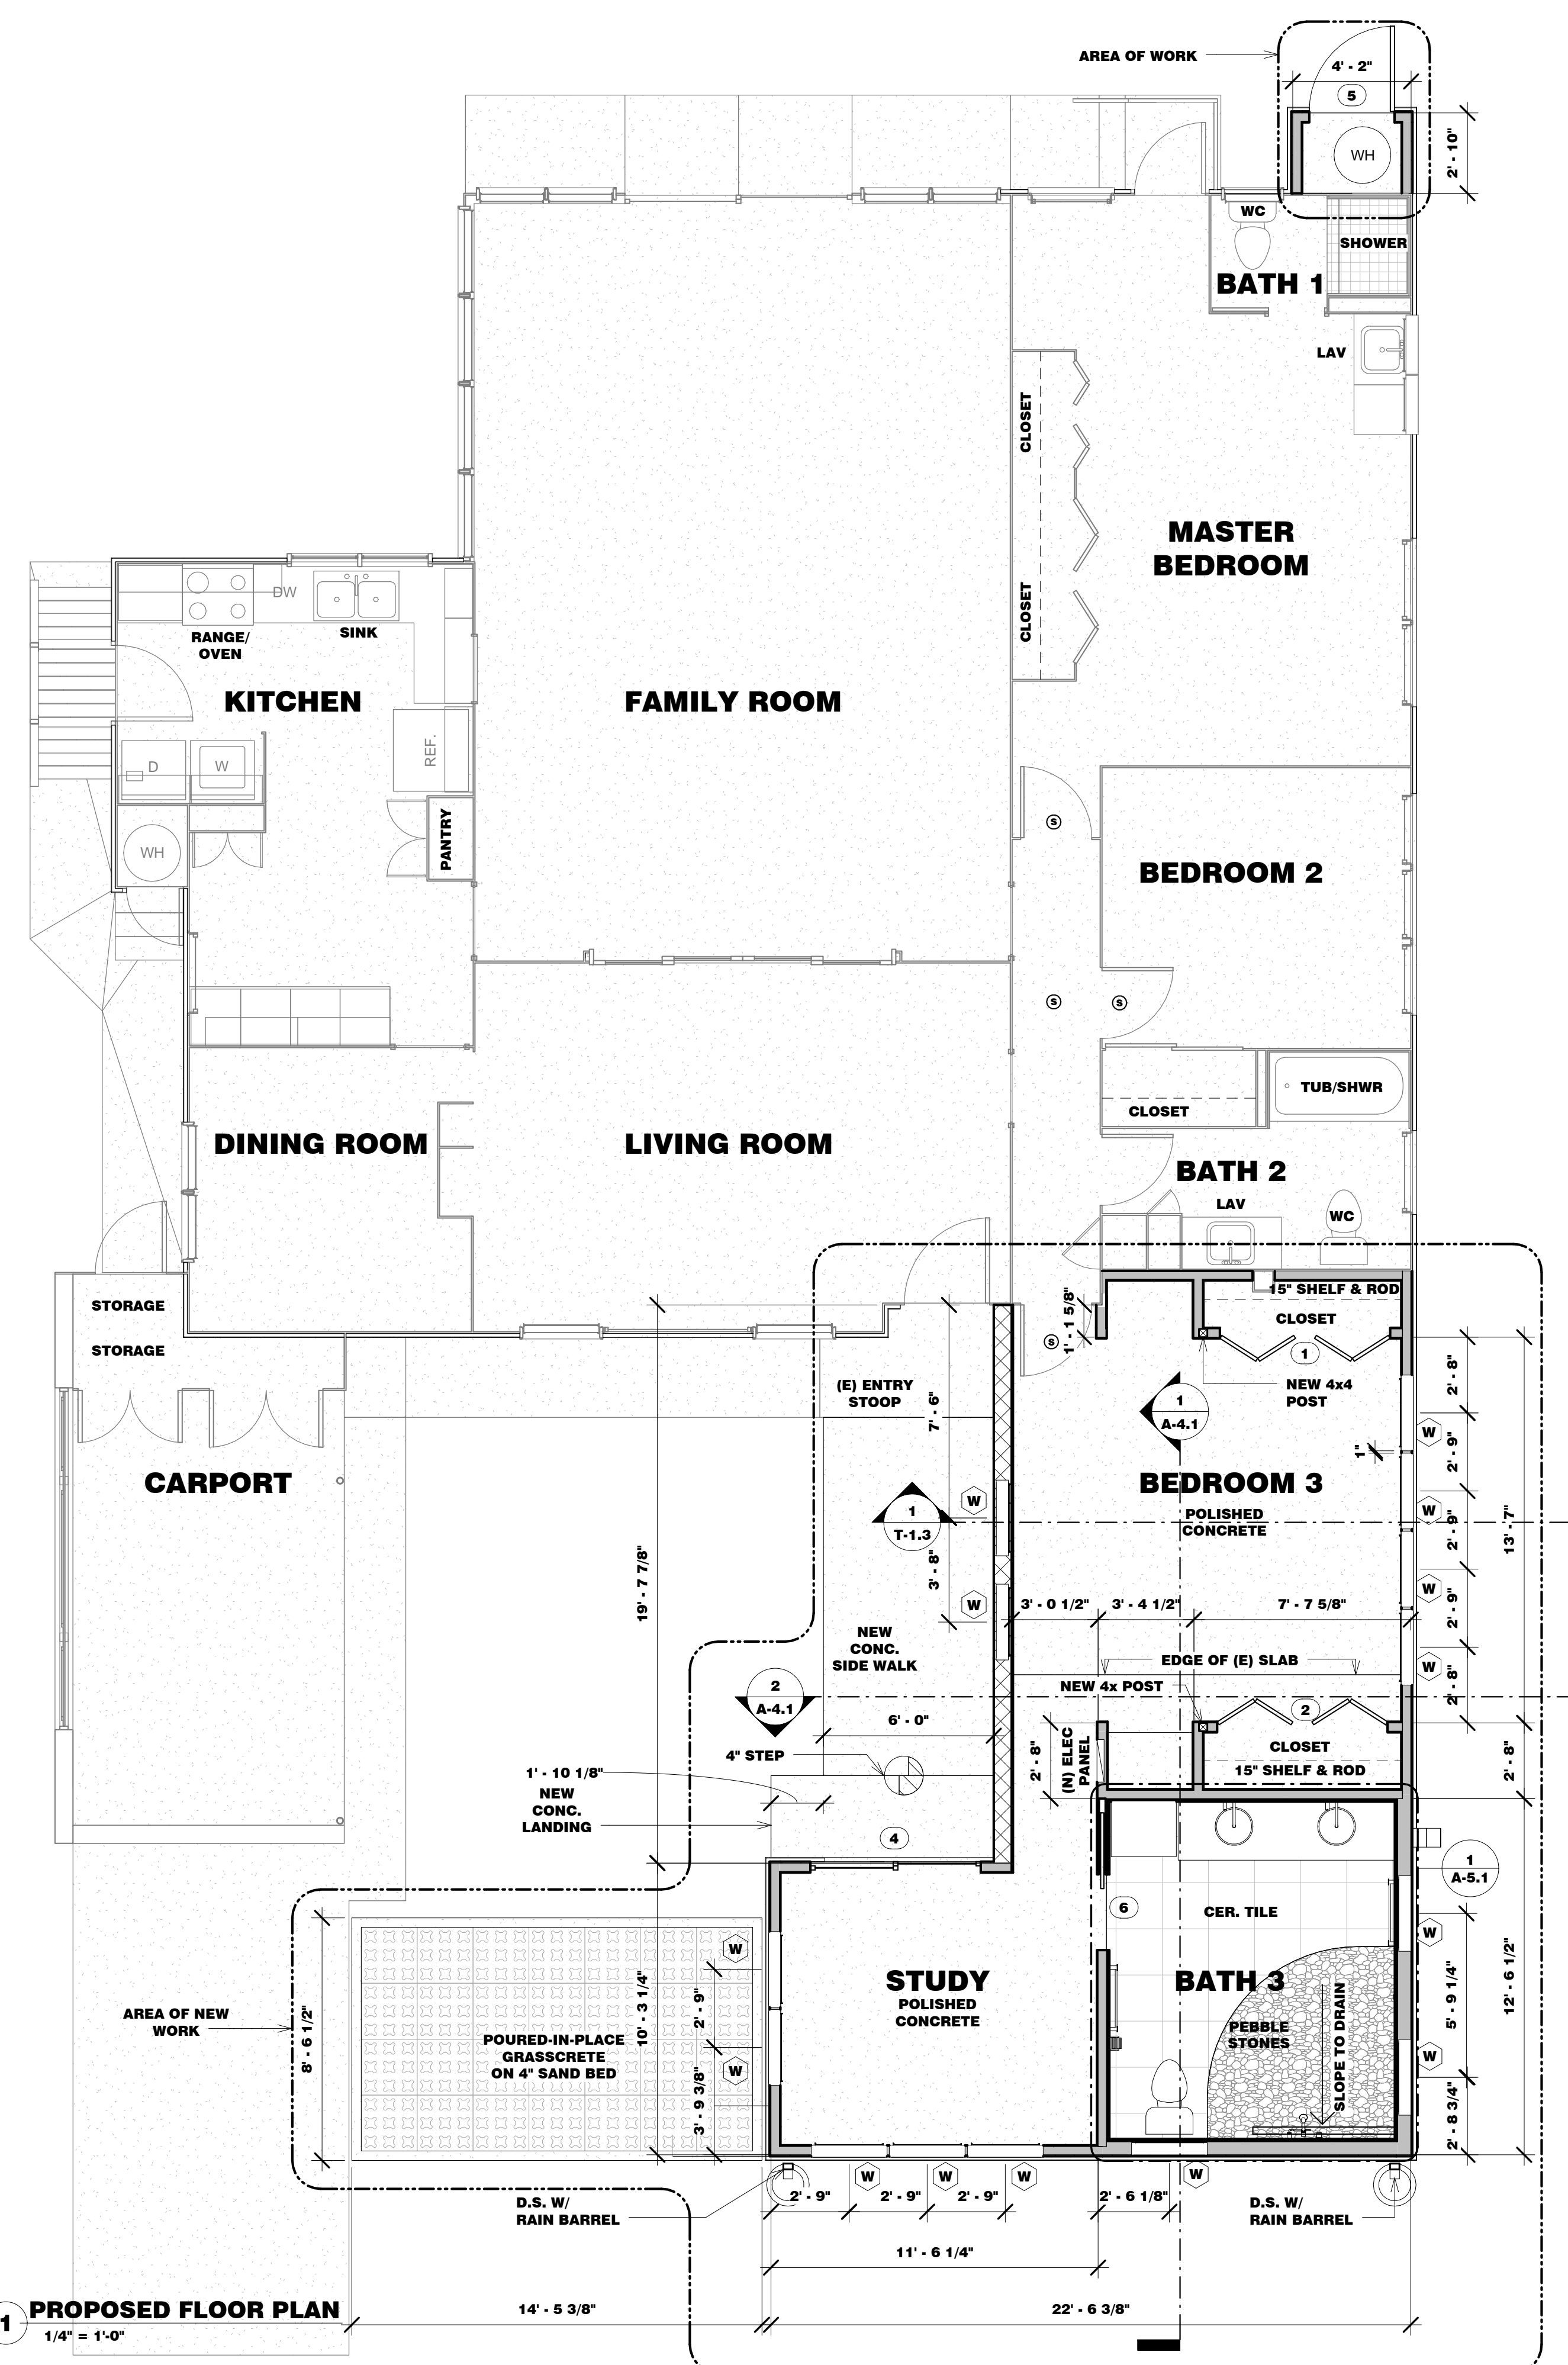 AREA OF WORK
4' - 2"
5
2' - 10"
WH
WC
SHOWER
BATH 1
LAV
CLOSET
MASTER
BEDROOM
CLOSET
DW
RANGE/
OVEN
SINK
KITCHEN
FAMILY ROOM
REF.
D
W
PANTRY
WH
S
BEDROOM 2
S
S
TUB/SHWR
CLOSET
DINING ROOM
LIVING ROOM
BATH 2
LAV
WC
STORAGE
STORAGE
15" SHELF & ROD
CLOSET
1
1' - 1 5/8"
S
NEW 4x4
POST
2' - 8"
(E) ENTRY
STOOP
7' - 6"
1
A-4.1
W
2' - 9"
1"
CARPORT
BEDROOM 3
POLISHED
CONCRETE
W
1
T-1.3
W
2' - 9"
13' - 7"
19' - 7 7/8"
3' - 8"
W
W
2' - 9"
3' - 0 1/2"
3' - 4 1/2"
7' - 7 5/8"
NEW
CONC.
SIDE WALK
EDGE OF (E) SLAB
W
2' - 8"
NEW 4x POST
2
A-4.1
2
6' - 0"
4" STEP
2' - 8"
(N) ELEC
PANEL
CLOSET
15" SHELF & ROD
2' - 8"
1' - 10 1/8"
NEW
CONC.
LANDING
4
1
A-5.1
6
CER. TILE
W
W
STUDY
POLISHED
CONCRETE
BATH 3
PEBBLE
STONES
SLOPE TO DRAIN
5' - 9 1/4"
12' - 6 1/2"
AREA OF NEW
WORK
8' - 6 1/2"
POURED-IN-PLACE
GRASSCRETE
ON 4" SAND BED
10' - 3 1/4"
2' - 9"
W
W
3' - 9 3/8"
2' - 8 3/4"
W
W
W
W
2' - 9"
2' - 9"
2' - 9"
2' - 6 1/8"
D.S. W/
RAIN BARREL
D.S. W/
RAIN BARREL
11' - 6 1/4"
14' - 5 3/8"
22' - 6 3/8"
1
PROPOSED FLOOR PLAN
1/4" = 1'-0"